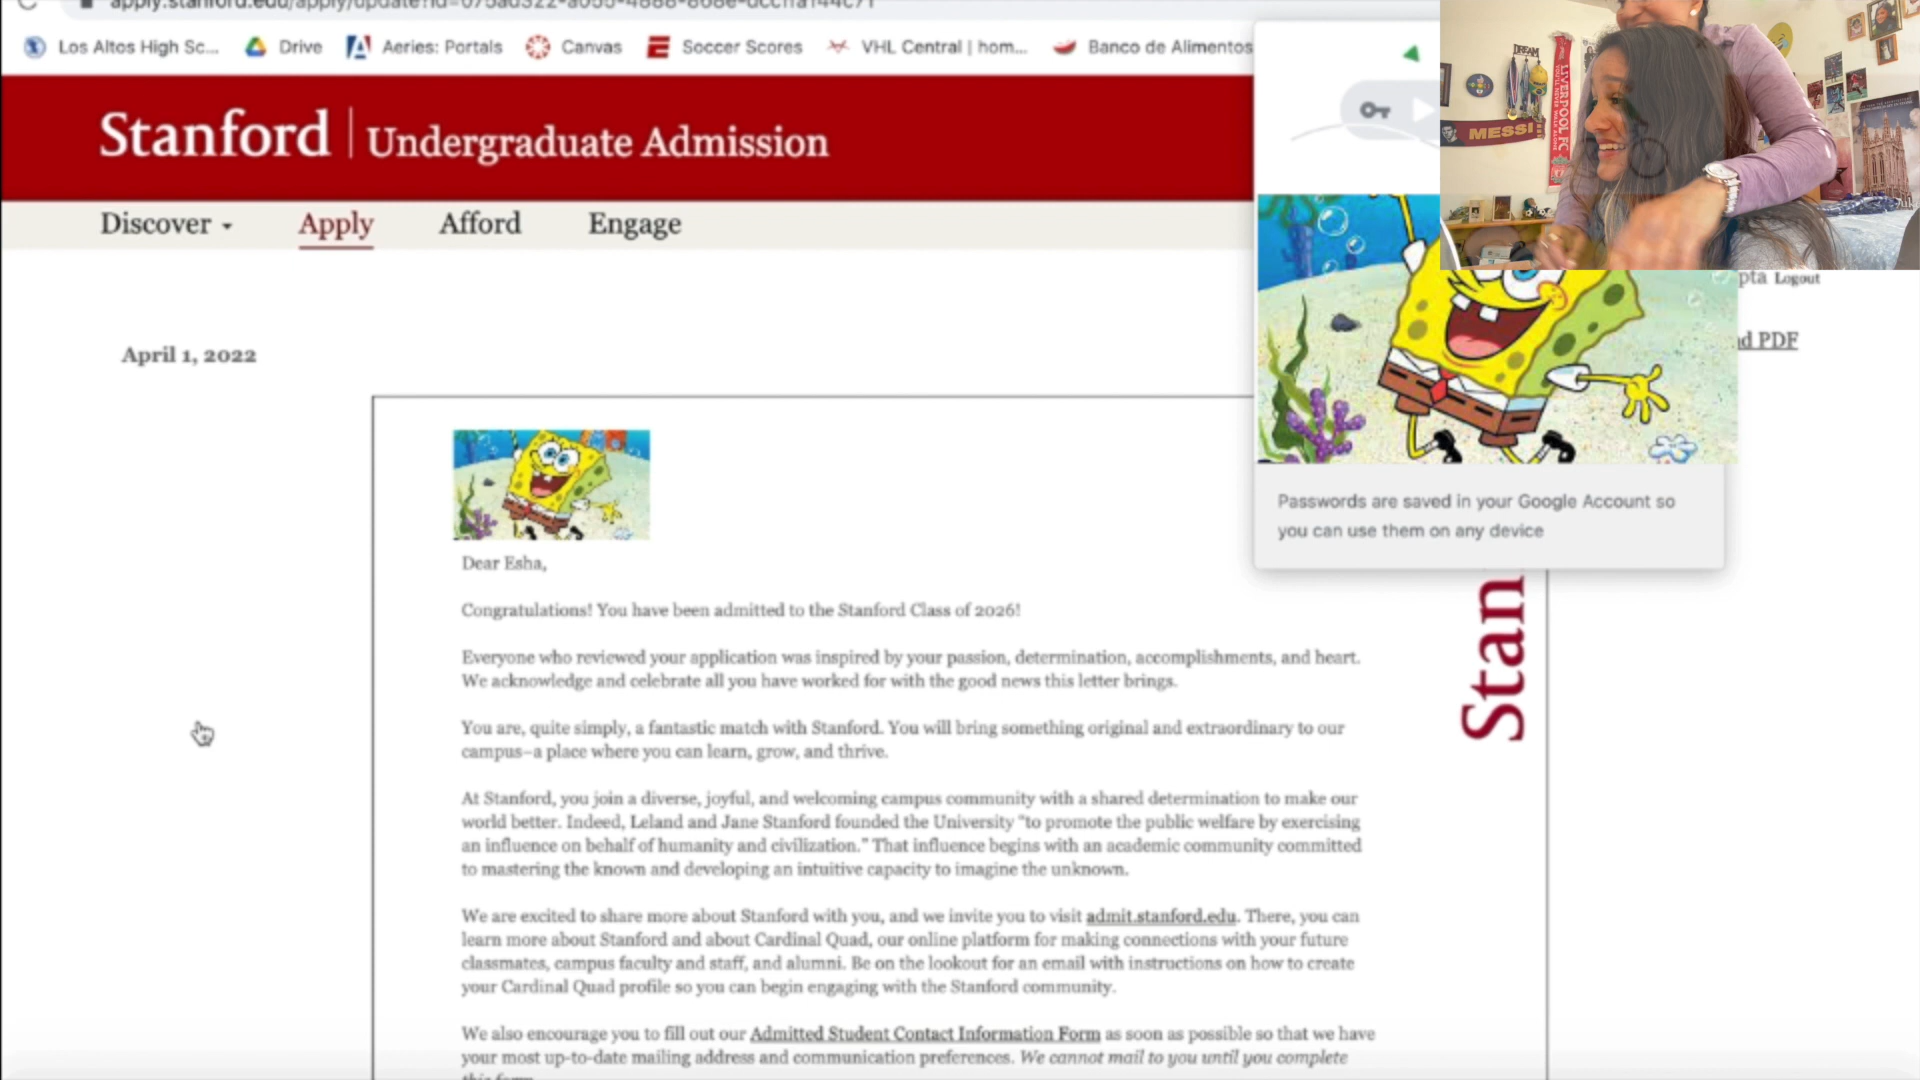 Los Altos High Sc... Drive Aeries: Portals Canvas Soccer Scores VHL Central | hom... Banco de Alimentos
DREAM
LIVERPOOL FC
YOU'LL NEVER WALK ALONE
MESSI
Stanford | Undergraduate Admission
Discover Apply Afford Engage
pta Logout
d PDF
April 1, 2022
Passwords are saved in your Google Account so
you can use them on any device
Stan
Dear Esha,
Congratulations! You have been admitted to the Stanford Class of 2026!
Everyone who reviewed your application was inspired by your passion, determination, accomplishments, and heart.
We acknowledge and celebrate all you have worked for with the good news this letter brings.
You are, quite simply, a fantastic match with Stanford. You will bring something original and extraordinary to our
campus–a place where you can learn, grow, and thrive.
At Stanford, you join a diverse, joyful, and welcoming campus community with a shared determination to make our
world better. Indeed, Leland and Jane Stanford founded the University "to promote the public welfare by exercising
an influence on behalf of humanity and civilization." That influence begins with an academic community committed
to mastering the known and developing an intuitive capacity to imagine the unknown.
We are excited to share more about Stanford with you, and we invite you to visit admit.stanford.edu. There, you can
learn more about Stanford and about Cardinal Quad, our online platform for making connections with your future
classmates, campus faculty and staff, and alumni. Be on the lookout for an email with instructions on how to create
your Cardinal Quad profile so you can begin engaging with the Stanford community.
We also encourage you to fill out our Admitted Student Contact Information Form as soon as possible so that we have
your most up-to-date mailing address and communication preferences. We cannot mail to you until you complete